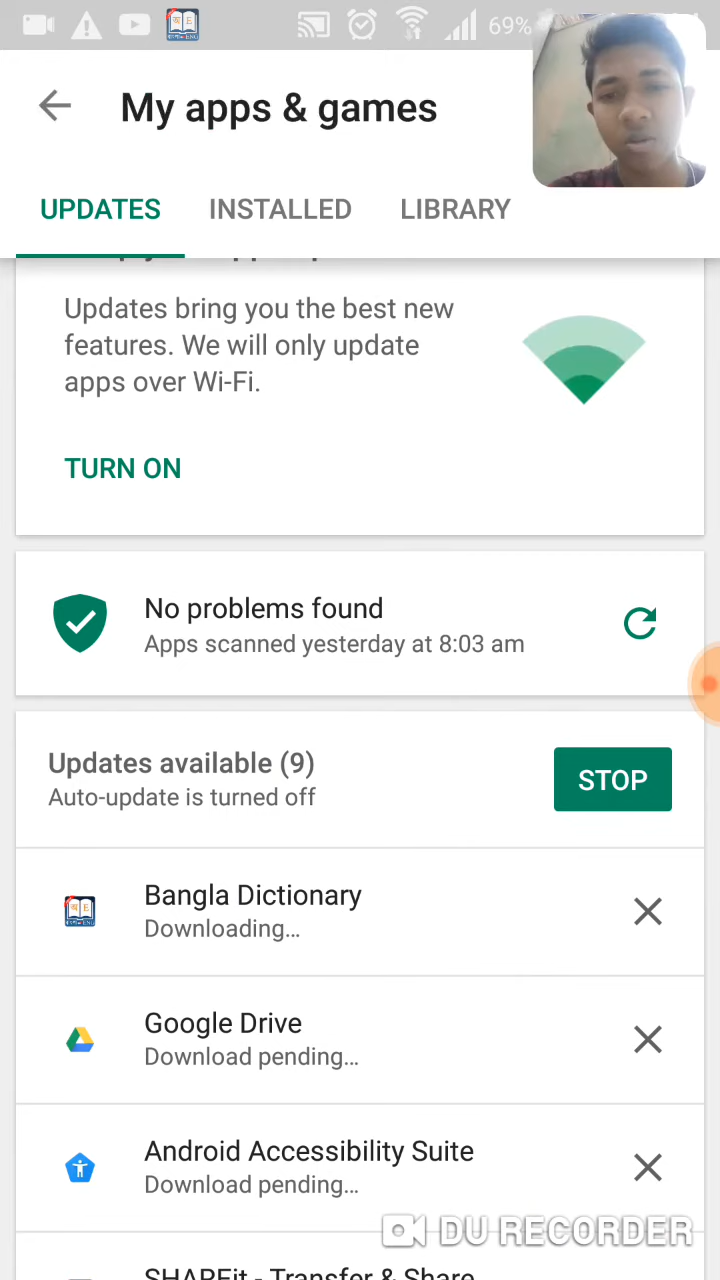 69%
My apps & games
UPDATES INSTALLED LIBRARY
Updates bring you the best new
features. We will only update
apps over Wi-Fi.
TURN ON
No problems found
Apps scanned yesterday at 8:03 am
Updates available (9)
Auto-update is turned off
STOP
Bangla Dictionary
Downloading...
Google Drive
Download pending...
Android Accessibility Suite
Download pending...
SHAREit - Transfer & Share
DU RECORDER